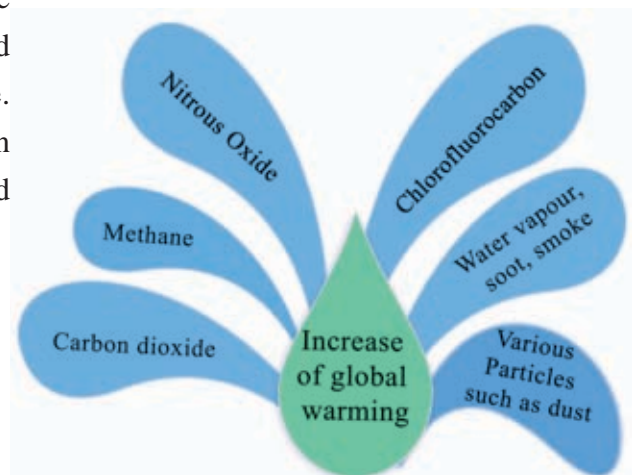 Nitrous Oxide
Chlorofluorocarbon
Methane
Water vapour,
soot, smoke
Carbon dioxide
Increase
of global
warming
Various
Particles
such as dust